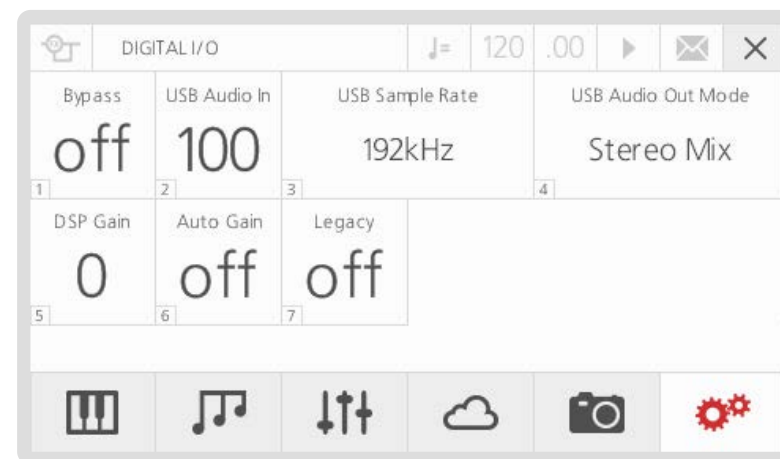 DIGITAL I/O ♩= 120 .00
Bypass USB Audio In USB Sample Rate USB Audio Out Mode
off 100 192kHz Stereo Mix
1 2 3 4
DSP Gain Auto Gain Legacy
0 off off
5 6 7